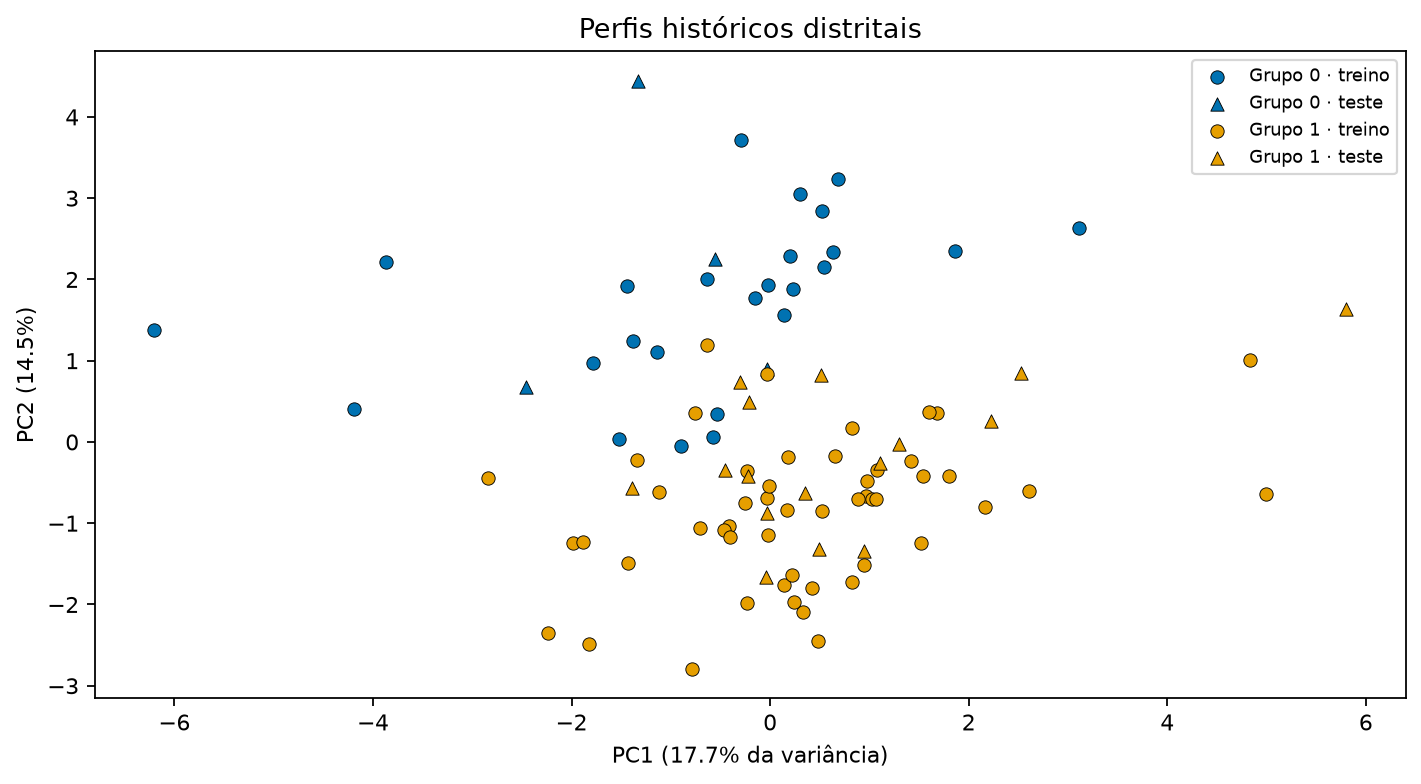 Perfis históricos distritais
Grupo 0 · treino
Grupo 0 · teste
Grupo 1 · treino
Grupo 1 · teste
PC2 (14.5%)
4
3
2
1
0
−1
−2
−3
−6
−4
−2
0
2
4
6
PC1 (17.7% da variância)